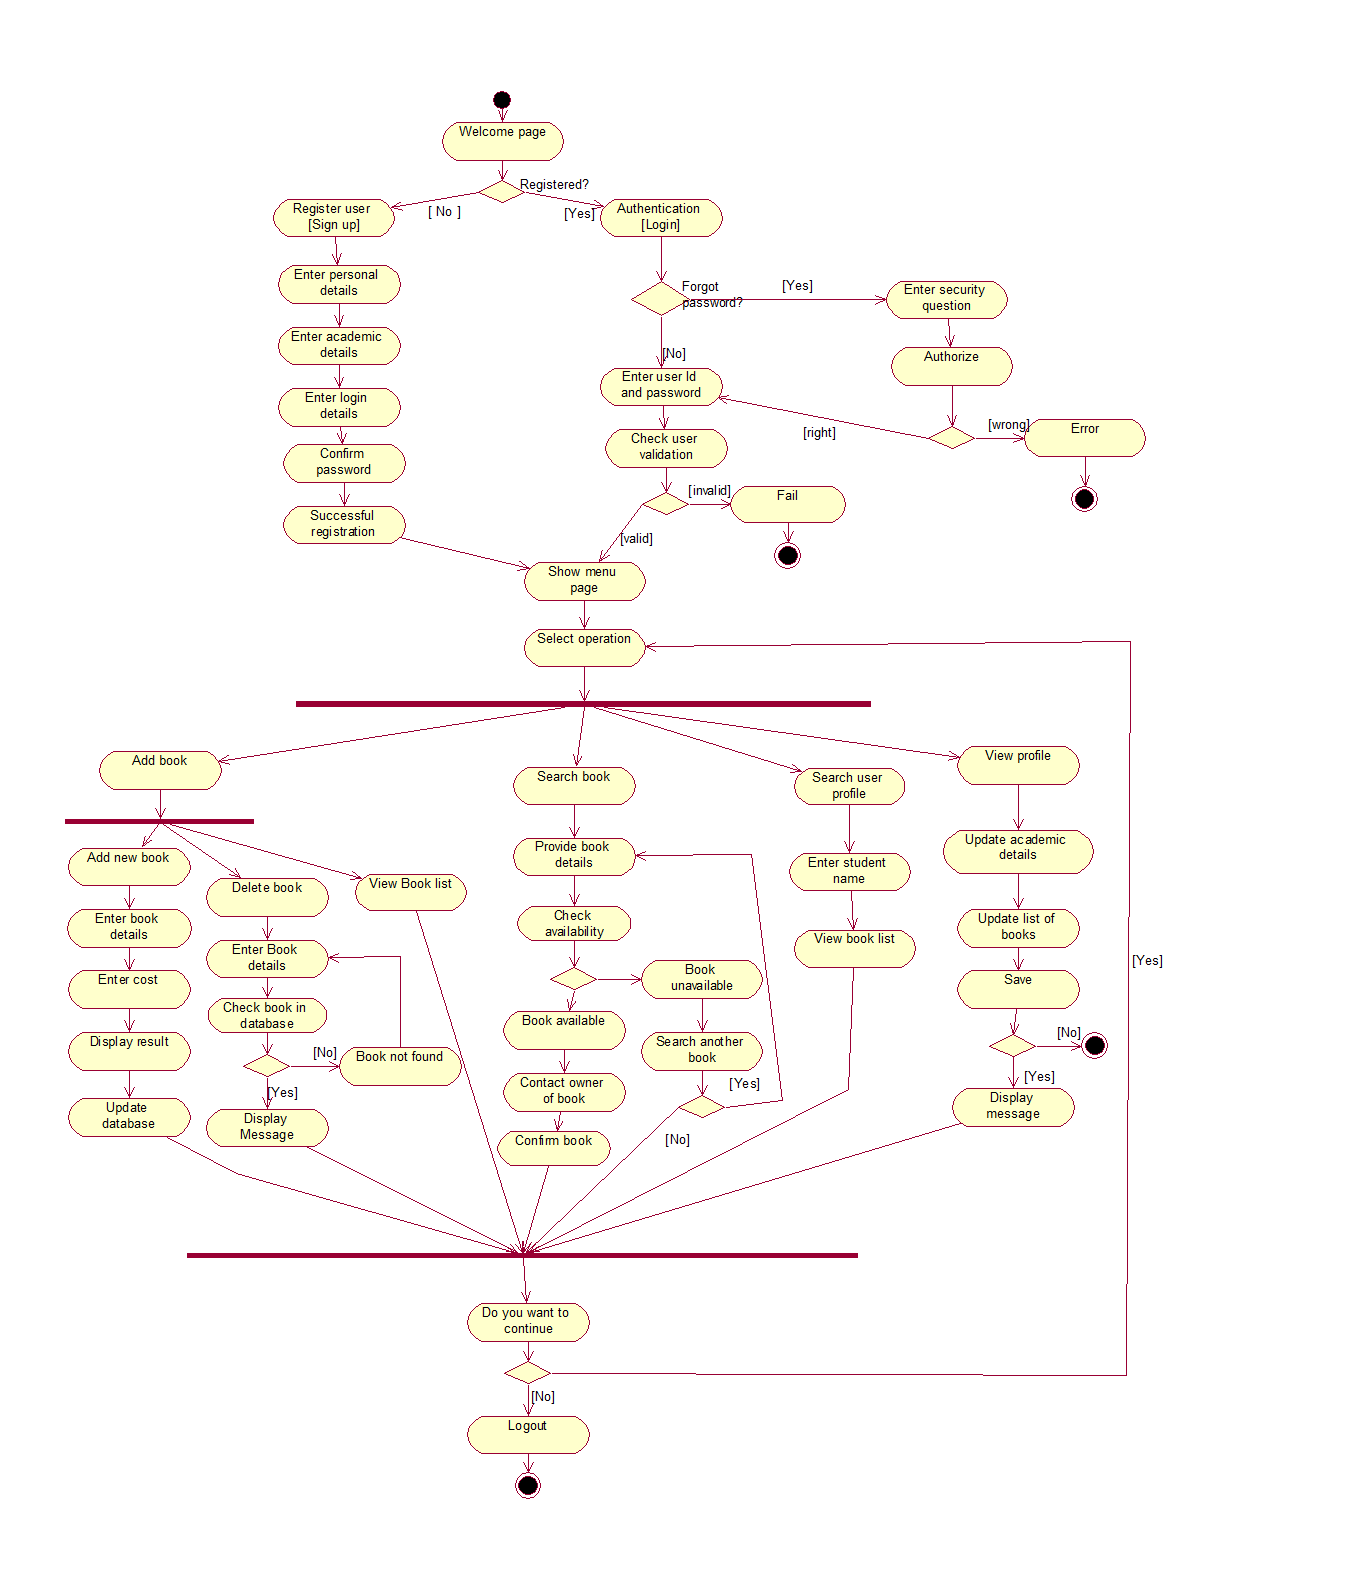 Welcome page
Registered?
[ No ]
[Yes]
Register user
[Sign up]
Authentication
[Login]
Enter personal
details
Forgot
password?
[Yes]
Enter security
question
Enter academic
details
[No]
Authorize
Enter user Id
and password
Enter login
details
[right]
[wrong]
Error
Check user
validation
Confirm
password
[invalid]
Fail
Successful
registration
[valid]
Show menu
page
Select operation
Add book
Search book
Search user
profile
View profile
Add new book
Delete book
View Book list
Provide book
details
Enter student
name
Update academic
details
Enter book
details
Enter Book
details
Check
availability
View book list
Update list of
books
[Yes]
Enter cost
Check book in
database
Book
unavailable
Save
Display result
[No]
Book not found
Book available
Search another
book
[No]
[Yes]
[Yes]
[Yes]
Update
database
Display
Message
Contact owner
of book
Display
message
Confirm book
[No]
Do you want to
continue
[No]
Logout